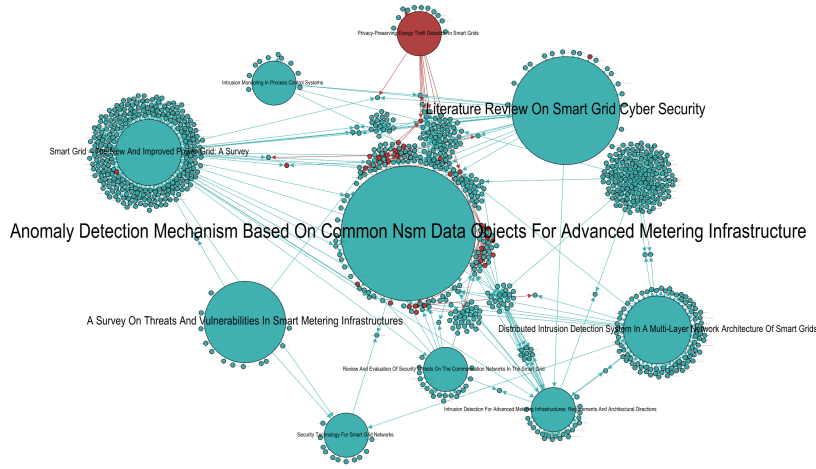 Privacy-Preserving Energy Theft Detection In Smart Grids
Intrusion Monitoring In Process Control Systems
Literature Review On Smart Grid Cyber Security
Smart Grid - The New And Improved Power Grid: A Survey
Anomaly Detection Mechanism Based On Common Nsm Data Objects For Advanced Metering Infrastructure
A Survey On Threats And Vulnerabilities In Smart Metering Infrastructures
Distributed Intrusion Detection System In A Multi-Layer Network Architecture Of Smart Grids
Review And Evaluation Of Security Threats On The Communication Networks In The Smart Grid
Intrusion Detection For Advanced Metering Infrastructures: Requirements And Architectural Directions
Security Technology For Smart Grid Networks